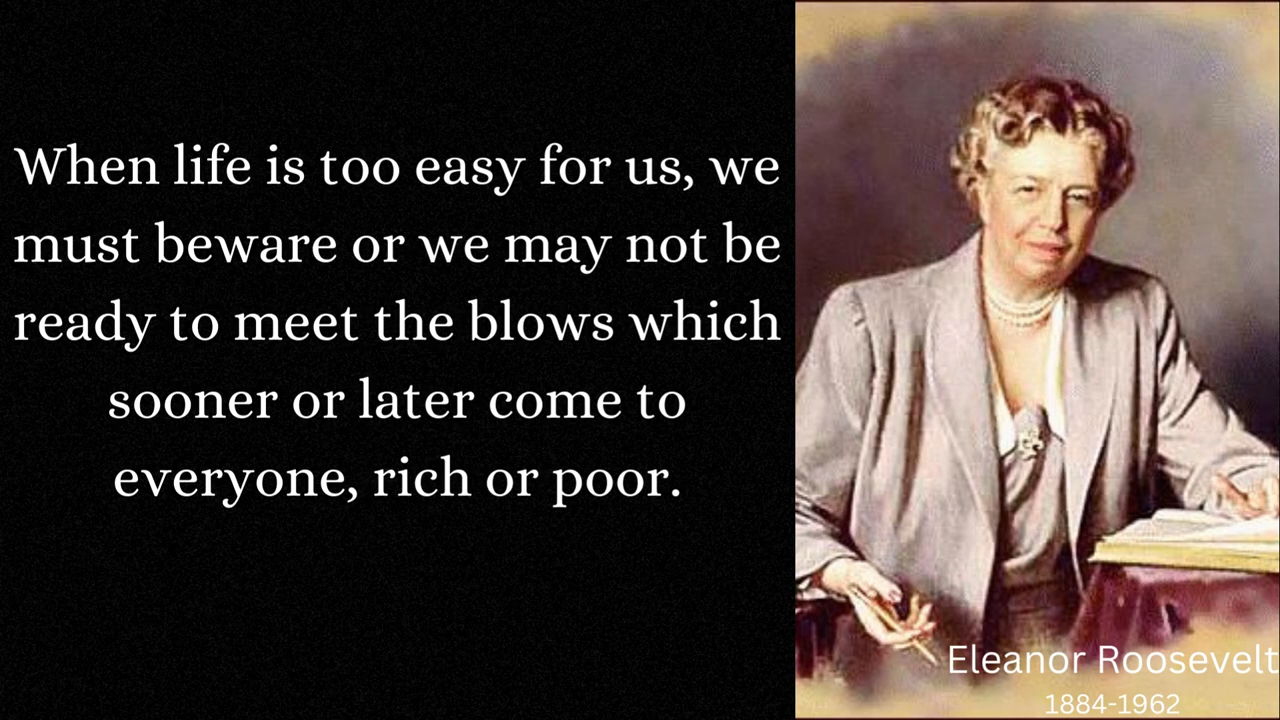 When life is too easy for us, we
must beware or we may not be
ready to meet the blows which
sooner or later come to
everyone, rich or poor.
Eleanor Roosevelt
1884-1962